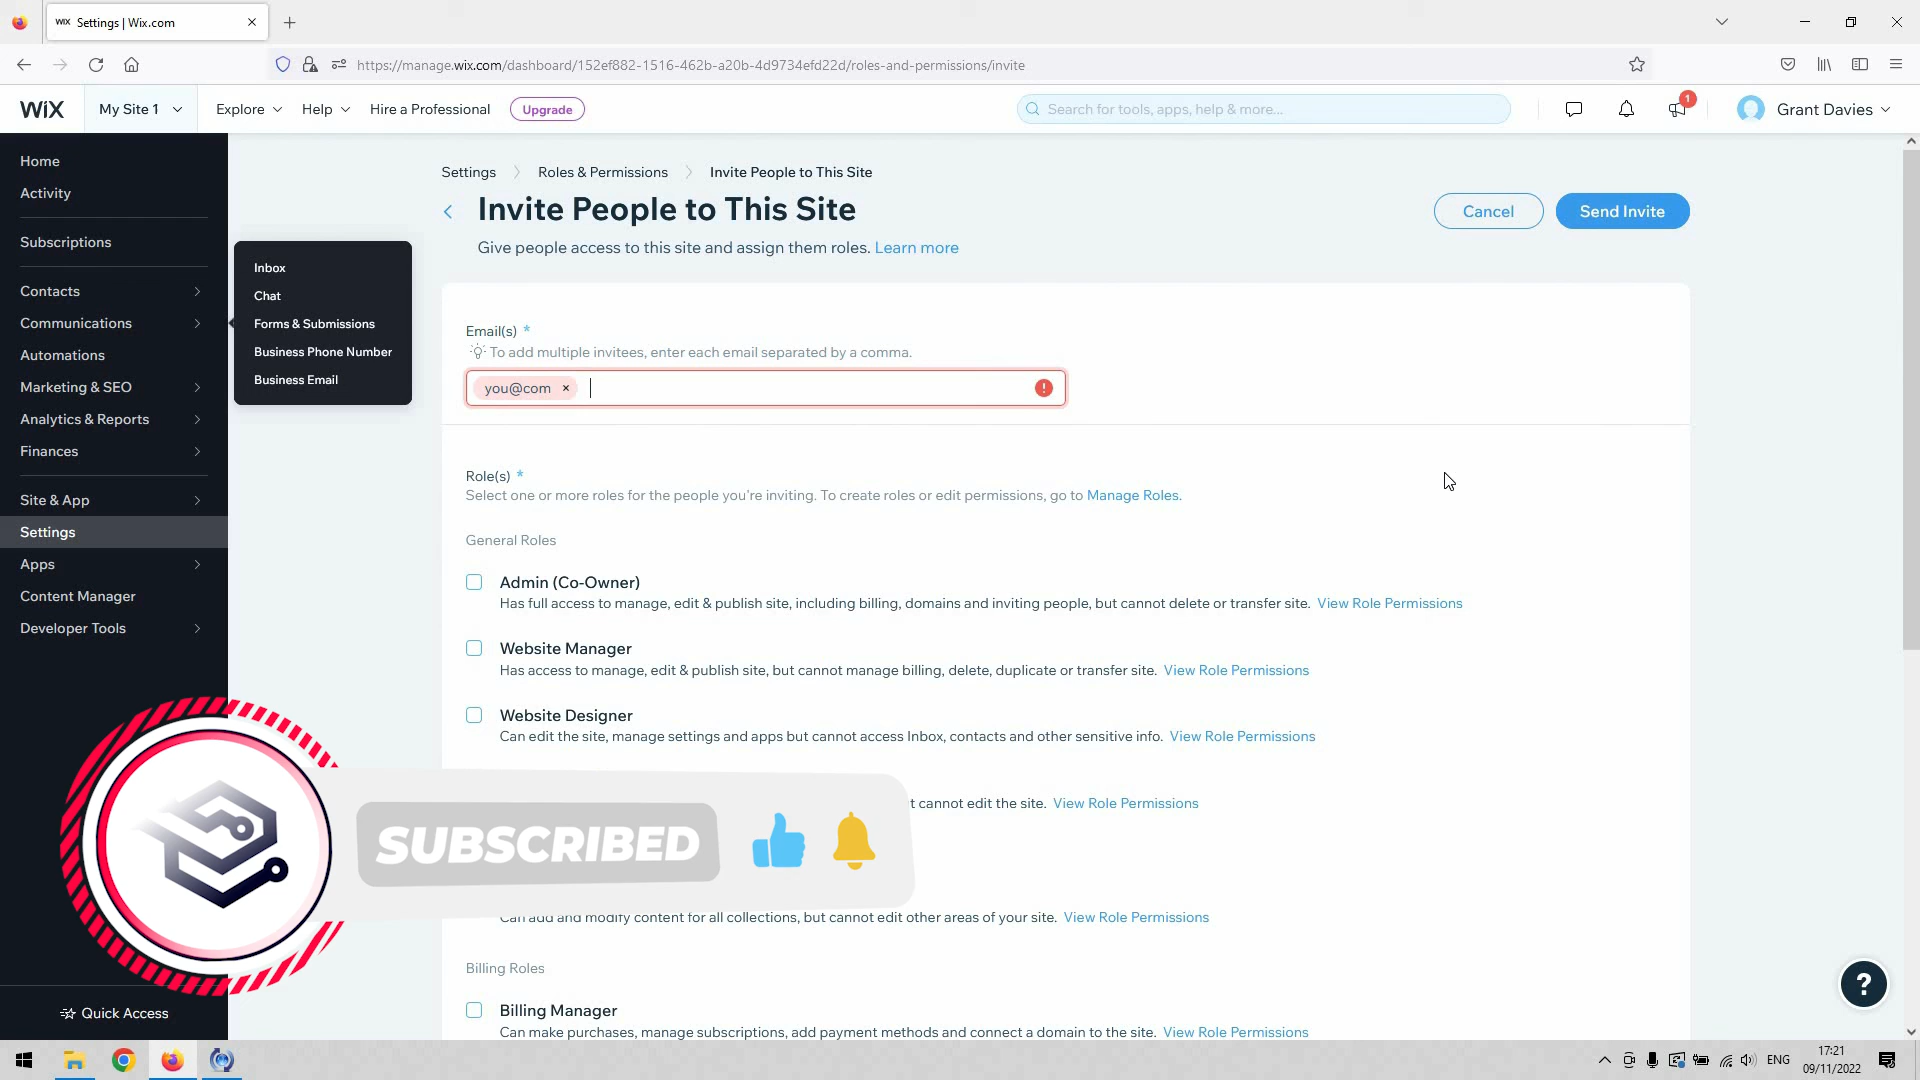 WiX Settings | Wix.com
https://manage.wix.com/dashboard/152ef882-1516-462b-a20b-4d9734efd22d/roles-and-permissions/invite
WiX My Site 1 Explore Help Hire a Professional Upgrade Search for tools, apps, help & more... 1 Grant Davies
Home
Activity
Subscriptions
Contacts
Communications
Automations
Marketing & SEO
Analytics & Reports
Finances
Site & App
Settings
Apps
Content Manager
Developer Tools
Quick Access
Inbox
Chat
Forms & Submissions
Business Phone Number
Business Email
Settings Roles & Permissions Invite People to This Site
Invite People to This Site
Cancel Send Invite
Give people access to this site and assign them roles. Learn more
Email(s) *
To add multiple invitees, enter each email separated by a comma.
you@com ×
Role(s) *
Select one or more roles for the people you're inviting. To create roles or edit permissions, go to Manage Roles.
General Roles
Admin (Co-Owner)
Has full access to manage, edit & publish site, including billing, domains and inviting people, but cannot delete or transfer site. View Role Permissions
Website Manager
Has access to manage, edit & publish site, but cannot manage billing, delete, duplicate or transfer site. View Role Permissions
Website Designer
Can edit the site, manage settings and apps but cannot access Inbox, contacts and other sensitive info. View Role Permissions
t cannot edit the site. View Role Permissions
SUBSCRIBED
Can add and modify content for all collections, but cannot edit other areas of your site. View Role Permissions
Billing Roles
Billing Manager
Can make purchases, manage subscriptions, add payment methods and connect a domain to the site. View Role Permissions
?
ENG
17:21
09/11/2022